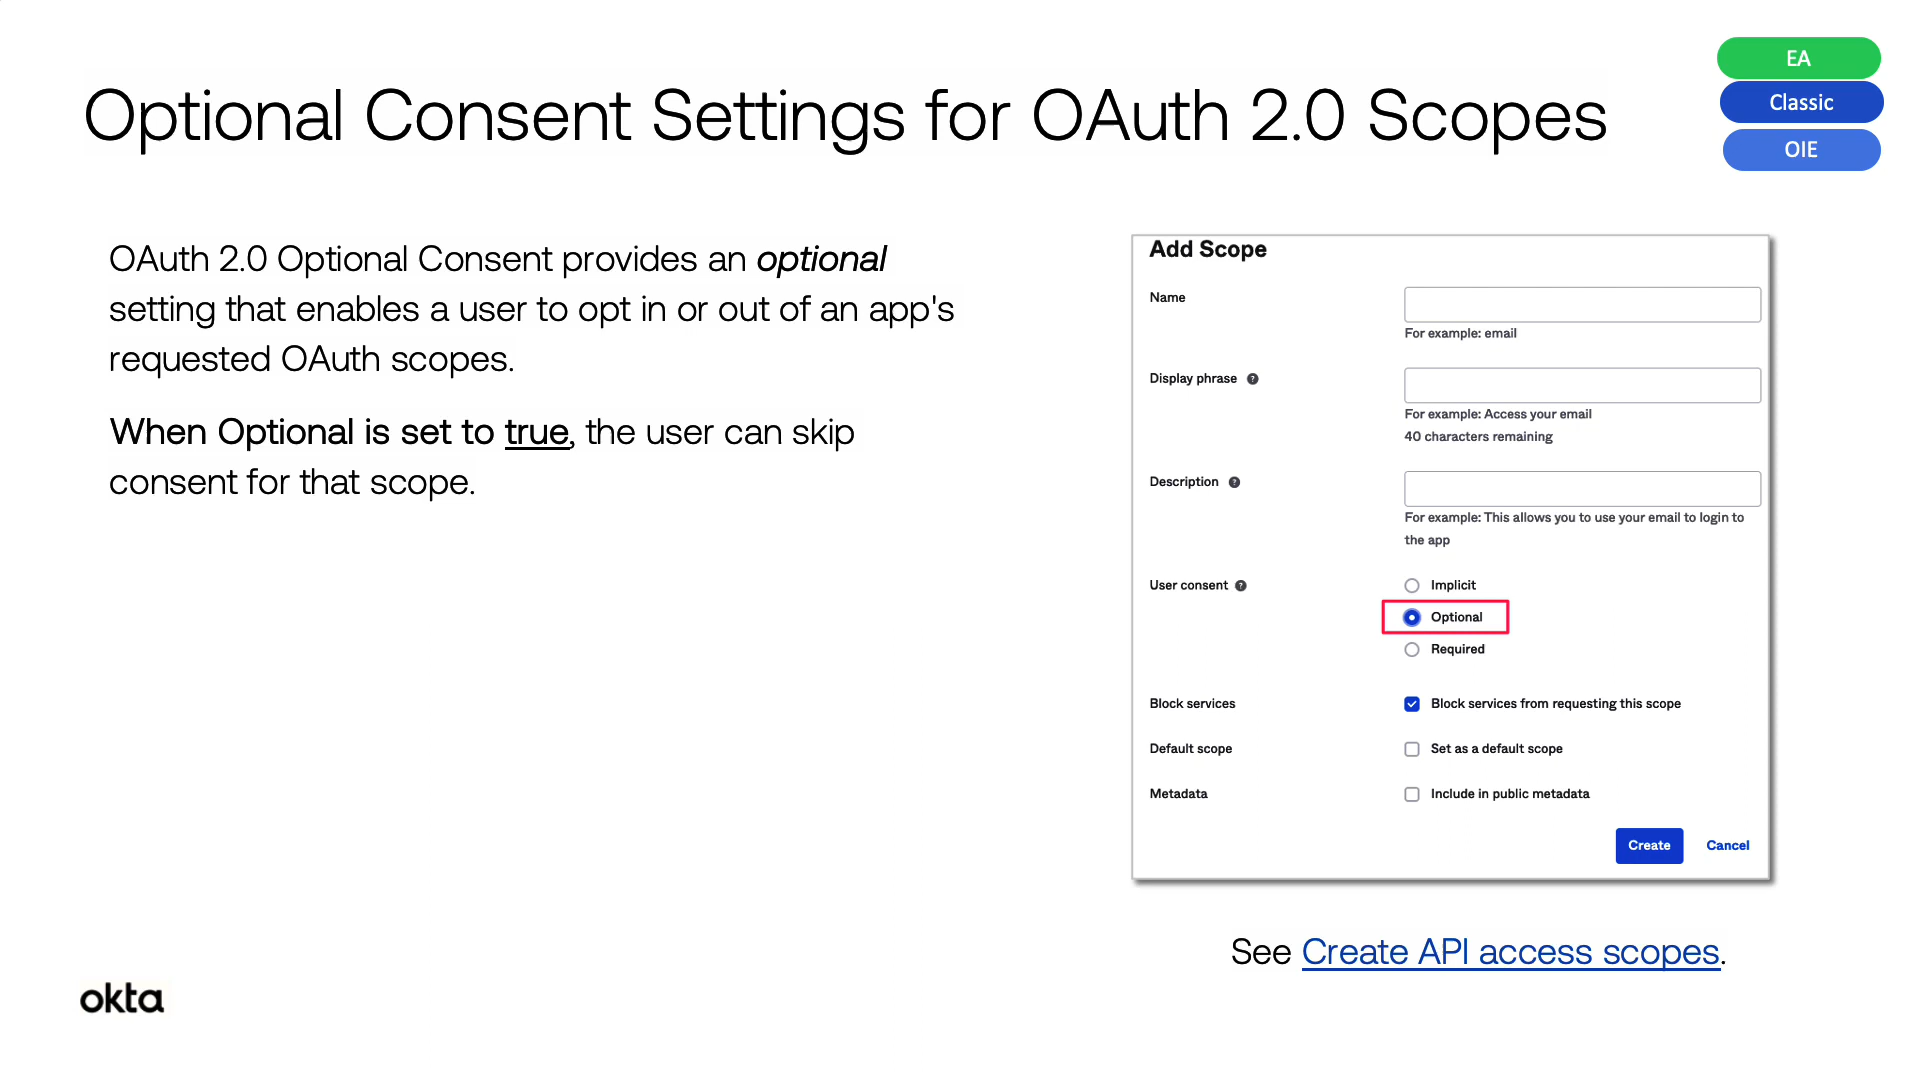 EA
Classic
OIE
Optional Consent Settings for OAuth 2.0 Scopes
OAuth 2.0 Optional Consent provides an optional
setting that enables a user to opt in or out of an app's
requested OAuth scopes.
When Optional is set to true, the user can skip
consent for that scope.
Add Scope
Name
For example: email
Display phrase ?
For example: Access your email
40 characters remaining
Description ?
For example: This allows you to use your email to login to
the app
User consent ?
Implicit
Optional
Required
Block services
Block services from requesting this scope
Default scope
Set as a default scope
Metadata
Include in public metadata
Create
Cancel
See Create API access scopes.
okta